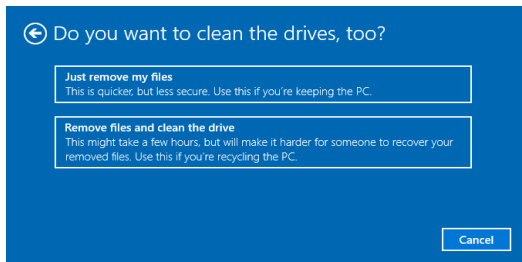 Do you want to clean the drives, too?
Just remove my files
This is quicker, but less secure. Use this if you're keeping the PC.
Remove files and clean the drive
This might take a few hours, but will make it harder for someone to recover your
removed files. Use this if you're recycling the PC.
Cancel